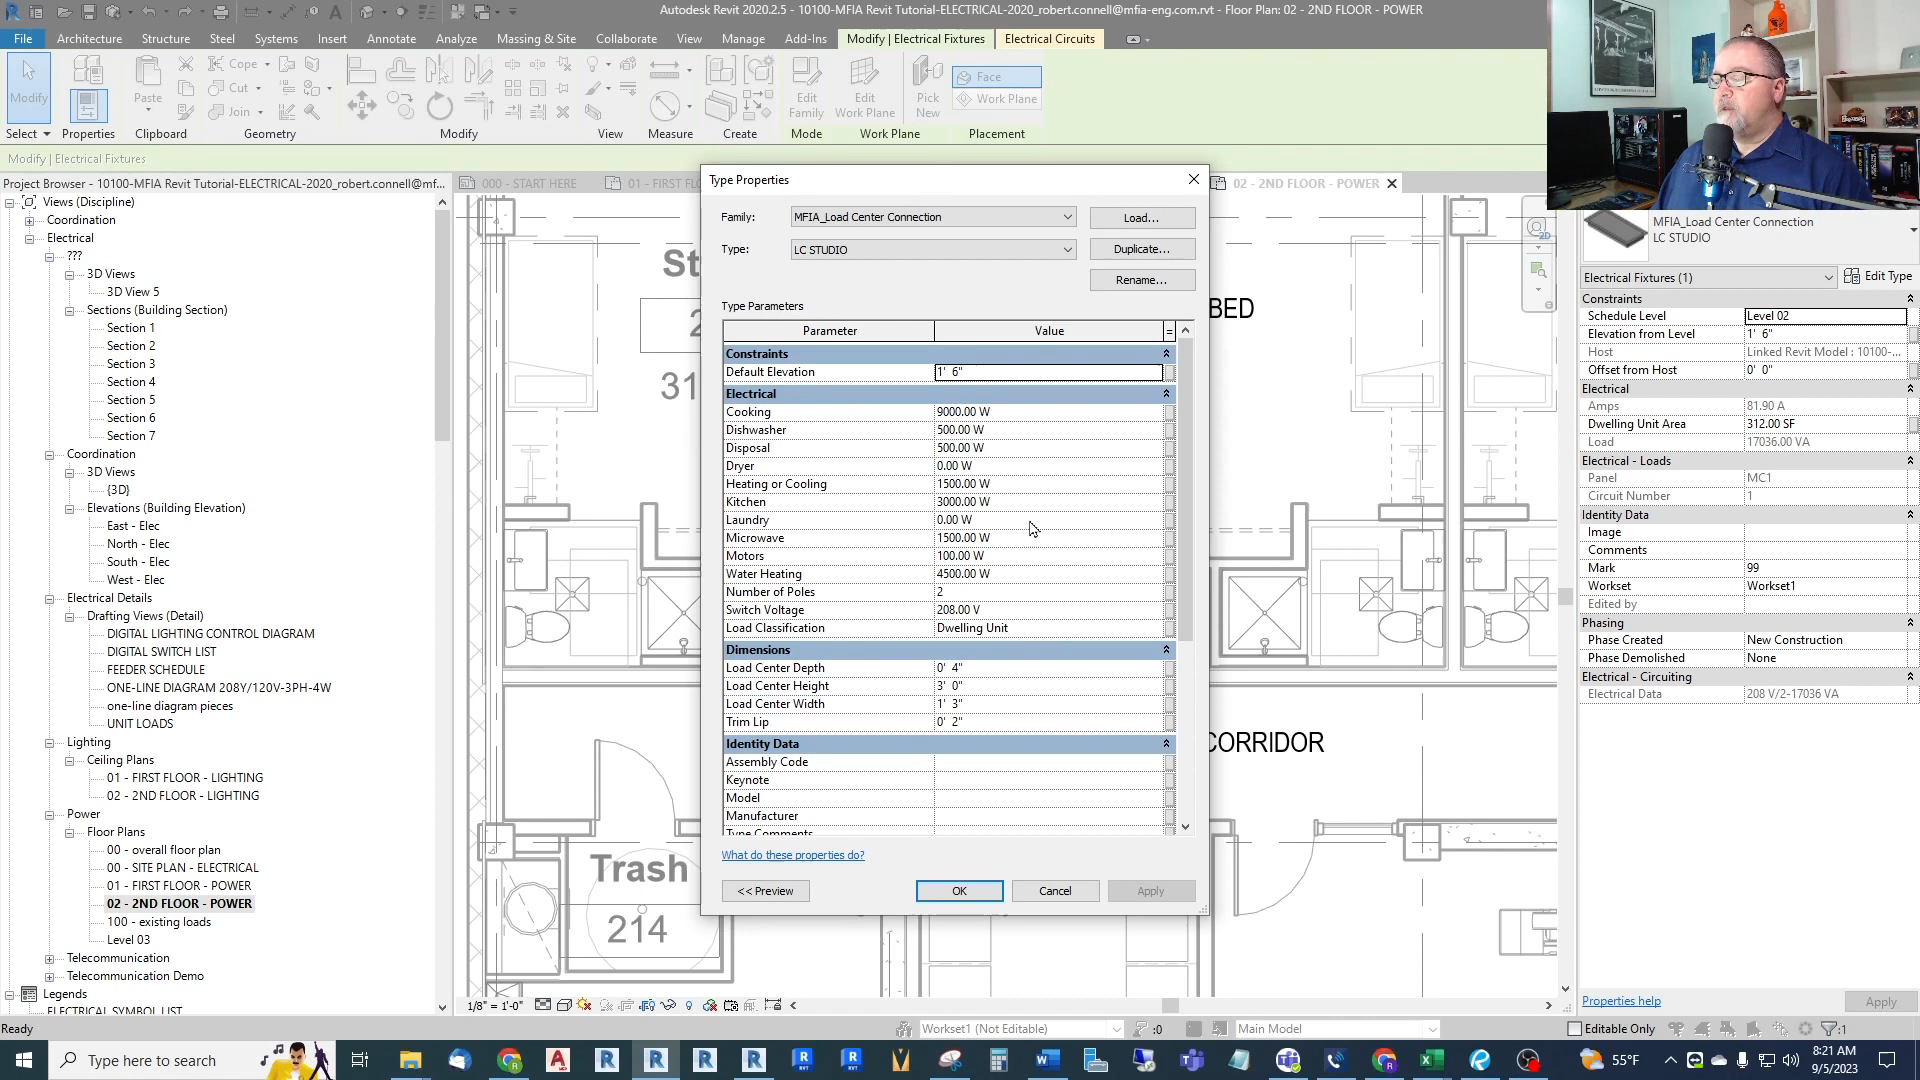 Autodesk Revit 2020.2.5 - 10100-MFIA Revit Tutorial-ELECTRICAL-2020_robert.connell@mfia-eng.com.rvt - Floor Plan: 02 - 2ND FLOOR - POWER
File Architecture Structure Steel Systems Insert Annotate Analyze Massing & Site Collaborate View Manage Add-Ins Modify | Electrical Fixtures Electrical Circuits
Modify Paste Cope Cut Join Edit Family Edit Work Plane Pick New Face Work Plane
Select Properties Clipboard Geometry Modify View Measure Create Mode Work Plane Placement
Modify | Electrical Fixtures
Project Browser - 10100-MFIA Revit Tutorial-ELECTRICAL-2020_robert.connell@mf...
Views (Discipline)
Coordination
Electrical
???
3D Views
3D View 5
Sections (Building Section)
Section 1
Section 2
Section 3
Section 4
Section 5
Section 6
Section 7
Coordination
3D Views
{3D}
Elevations (Building Elevation)
East - Elec
North - Elec
South - Elec
West - Elec
Electrical Details
Drafting Views (Detail)
DIGITAL LIGHTING CONTROL DIAGRAM
DIGITAL SWITCH LIST
FEEDER SCHEDULE
ONE-LINE DIAGRAM 208Y/120V-3PH-4W
one-line diagram pieces
UNIT LOADS
Lighting
Ceiling Plans
01 - FIRST FLOOR - LIGHTING
02 - 2ND FLOOR - LIGHTING
Power
Floor Plans
00 - overall floor plan
00 - SITE PLAN - ELECTRICAL
01 - FIRST FLOOR - POWER
02 - 2ND FLOOR - POWER
100 - existing loads
Level 03
Telecommunication
Telecommunication Demo
Legends
ELECTRICAL SYMBOL LIST
000 - START HERE
01 - FIRST FLO
02 - 2ND FLOOR - POWER
St
2
31
BED
CORRIDOR
Trash
214
Type Properties
Family: MFIA_Load Center Connection Load...
Type: LC STUDIO Duplicate...
Rename...
Type Parameters
Parameter Value =
Constraints
Default Elevation 1' 6"
Electrical
Cooking 9000.00 W
Dishwasher 500.00 W
Disposal 500.00 W
Dryer 0.00 W
Heating or Cooling 1500.00 W
Kitchen 3000.00 W
Laundry 0.00 W
Microwave 1500.00 W
Motors 100.00 W
Water Heating 4500.00 W
Number of Poles 2
Switch Voltage 208.00 V
Load Classification Dwelling Unit
Dimensions
Load Center Depth 0' 4"
Load Center Height 3' 0"
Load Center Width 1' 3"
Trim Lip 0' 2"
Identity Data
Assembly Code
Keynote
Model
Manufacturer
Type Comments
What do these properties do?
<< Preview OK Cancel Apply
MFIA_Load Center Connection
LC STUDIO
Electrical Fixtures (1) Edit Type
Constraints
Schedule Level Level 02
Elevation from Level 1' 6"
Host Linked Revit Model : 10100-...
Offset from Host 0' 0"
Electrical
Amps 81.90 A
Dwelling Unit Area 312.00 SF
Load 17036.00 VA
Electrical - Loads
Panel MC1
Circuit Number 1
Identity Data
Image
Comments
Mark 99
Workset Workset1
Edited by
Phasing
Phase Created New Construction
Phase Demolished None
Electrical - Circuiting
Electrical Data 208 V/2-17036 VA
Properties help Apply
1/8" = 1'-0"
Ready
Workset1 (Not Editable) :0 Main Model Editable Only :1
Type here to search
55°F
8:21 AM
9/5/2023